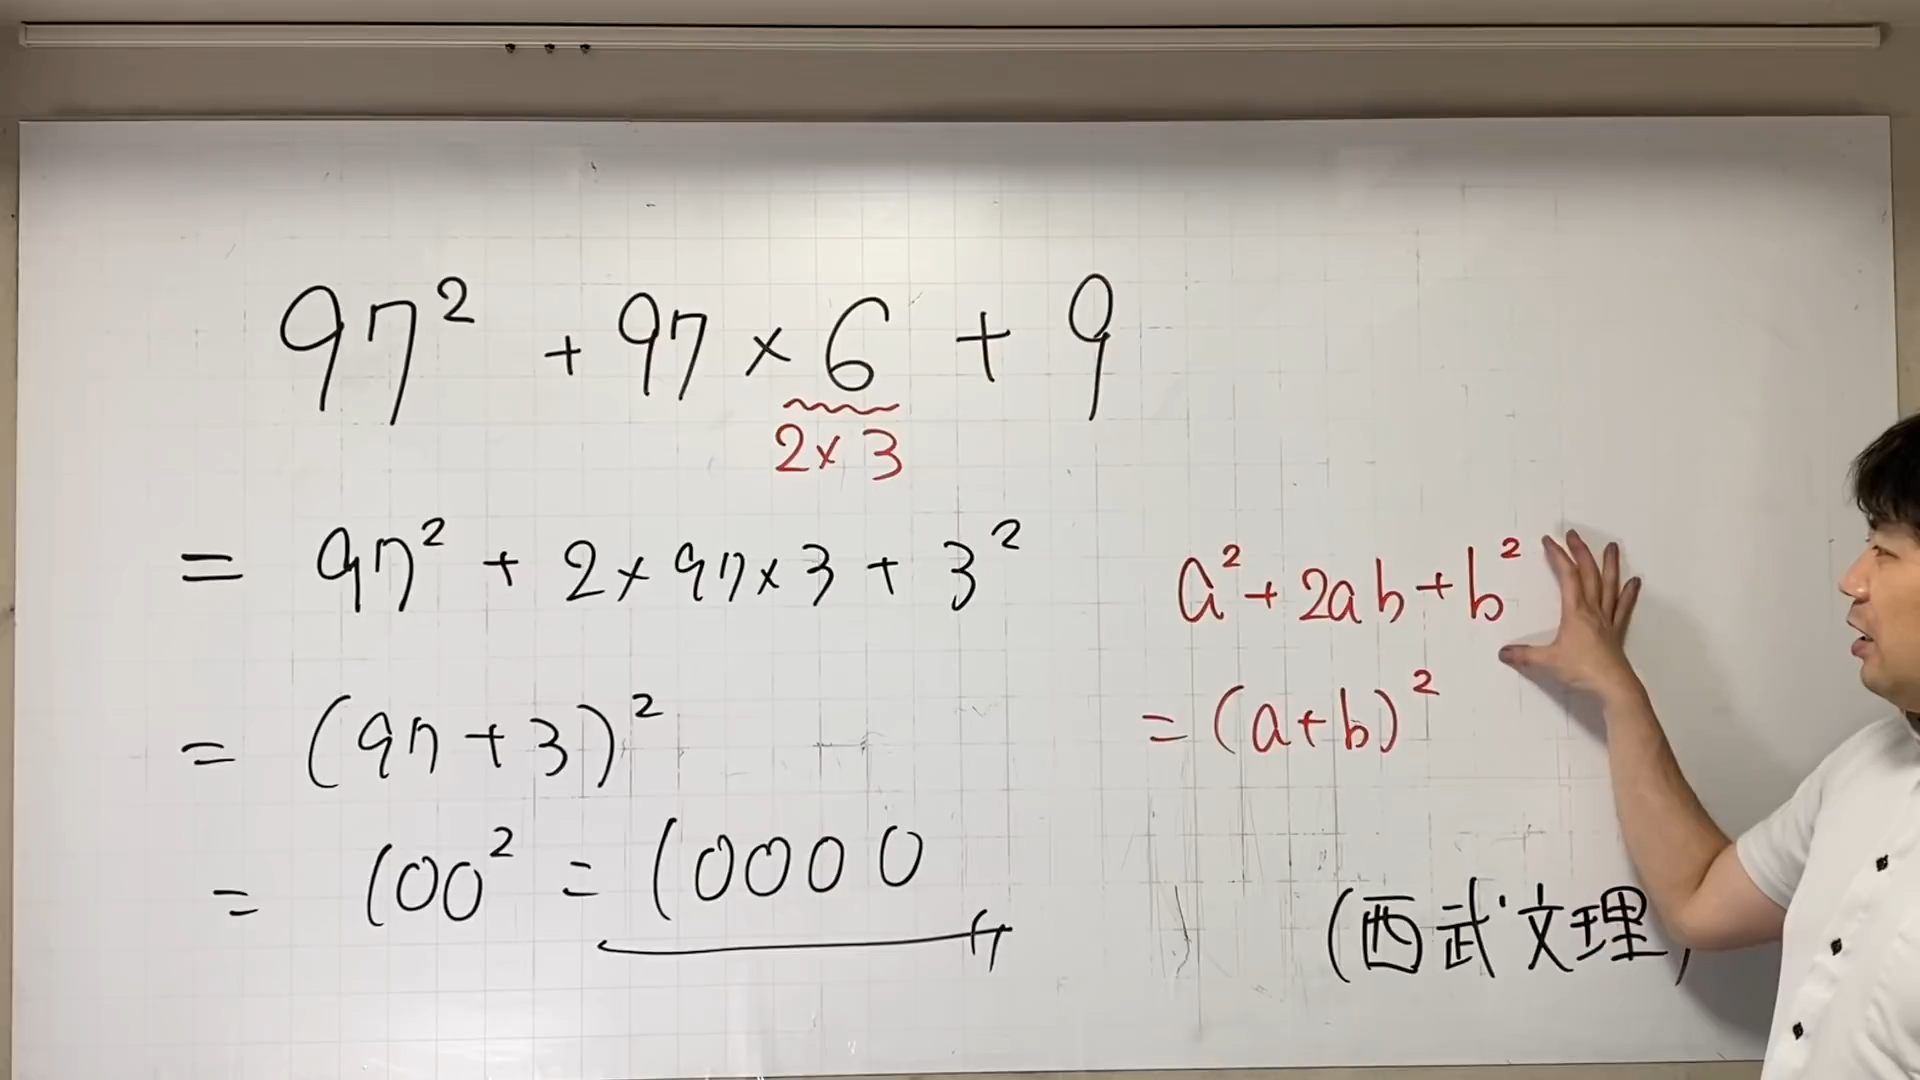 97² + 97 × 6 + 9
2 × 3
= 97² + 2 × 97 × 3 + 3²
a² + 2ab + b²
= (97 + 3)²
= (a+b)²
= 100² = 10000
(西武文理)